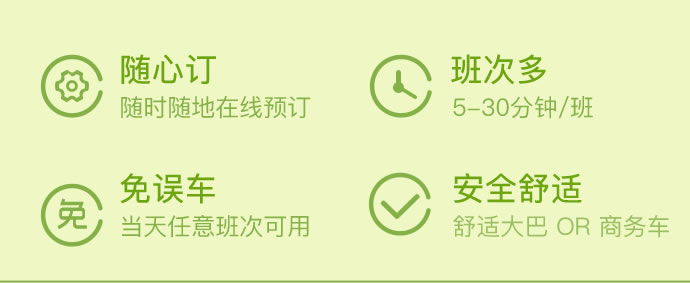 随心订
随时随地在线预订
班次多
5-30分钟/班
免
免误车
当天任意班次可用
安全舒适
舒适大巴 OR 商务车